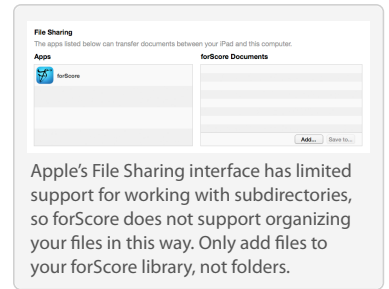 File Sharing
The apps listed below can transfer documents between your iPad and this computer.
Apps
forScore Documents
forScore
Add... Save to...
Apple's File Sharing interface has limited
support for working with subdirectories,
so forScore does not support organizing
your files in this way. Only add files to
your forScore library, not folders.